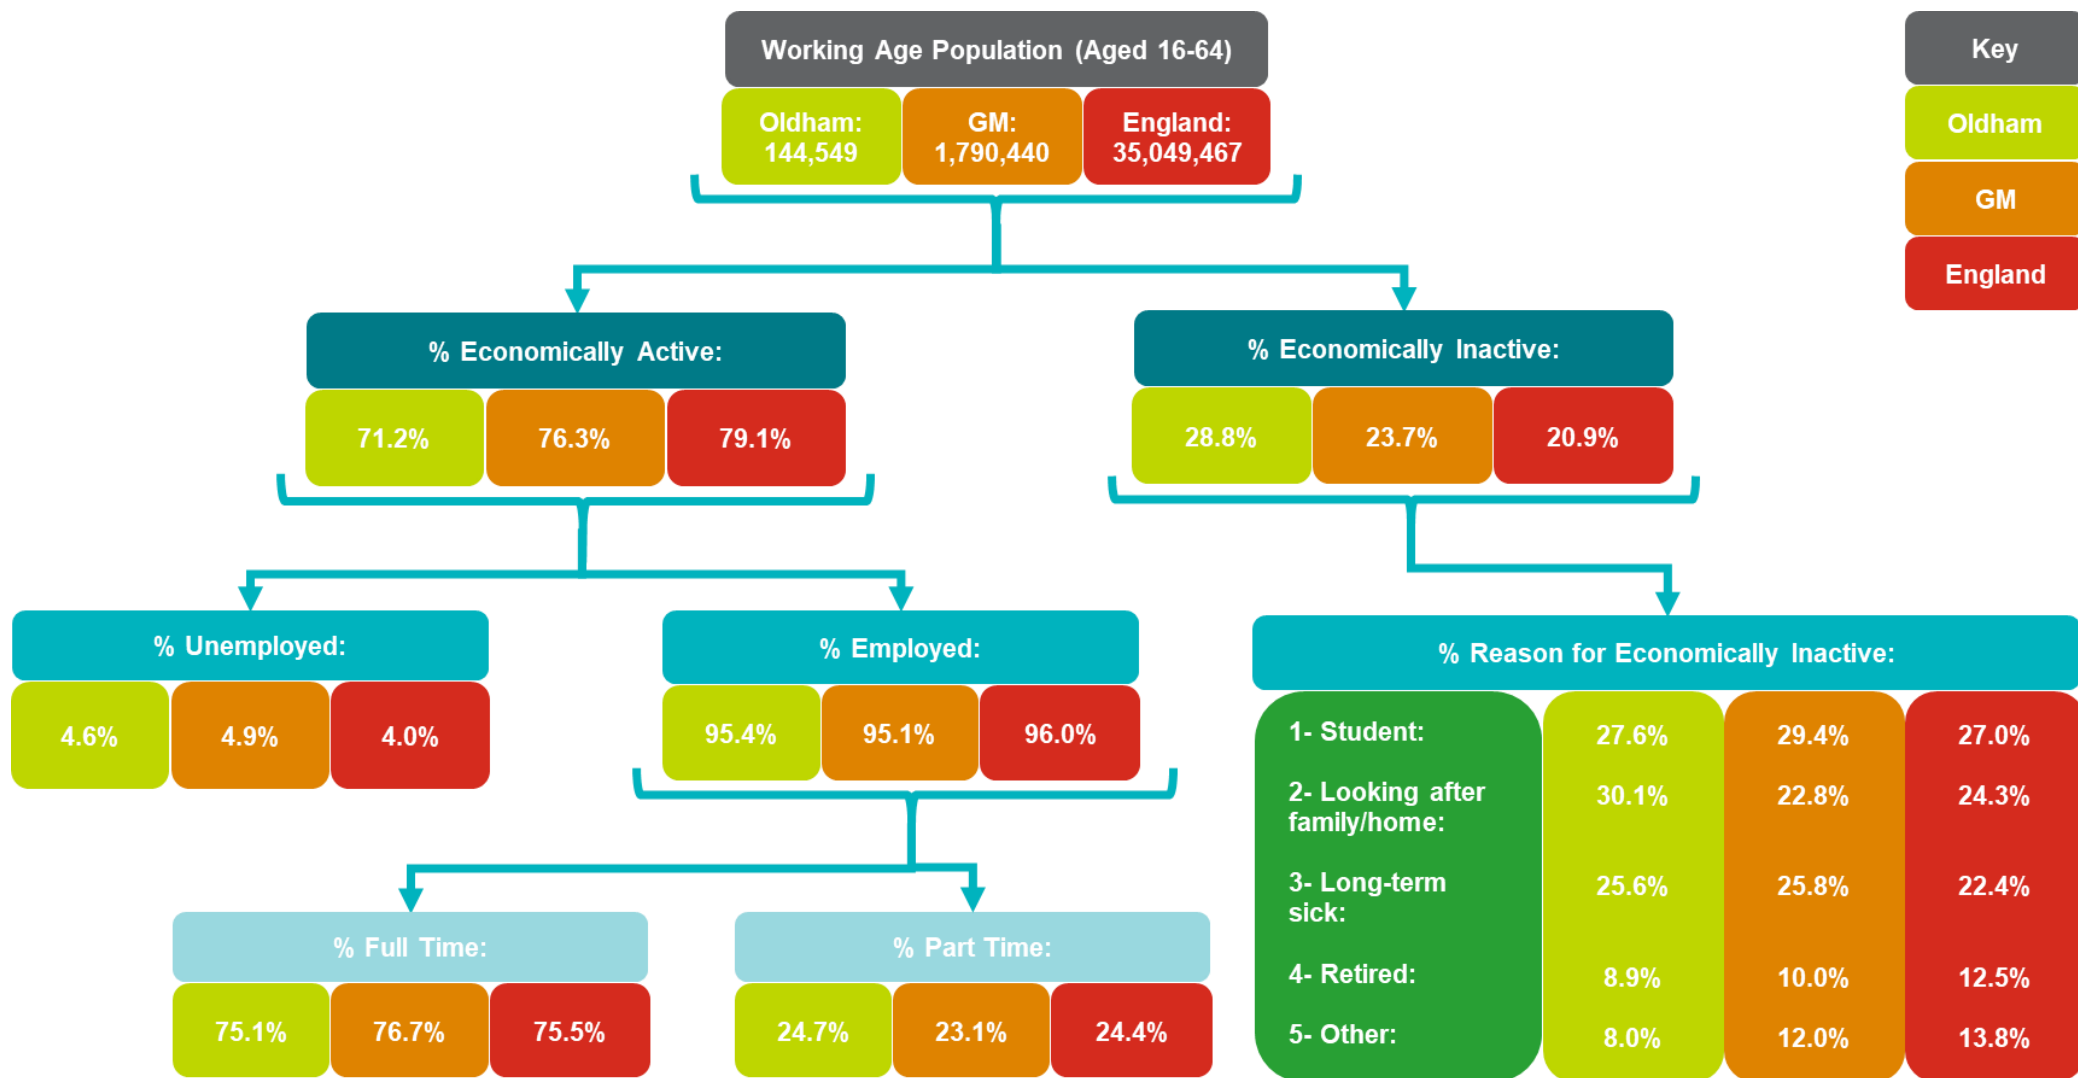 Working Age Population (Aged 16-64)
Oldham:
144,549
GM:
1,790,440
England:
35,049,467
Key
Oldham
GM
England
% Economically Active:
71.2%
76.3%
79.1%
% Economically Inactive:
28.8%
23.7%
20.9%
% Unemployed:
4.6%
4.9%
4.0%
% Employed:
95.4%
95.1%
96.0%
% Full Time:
75.1%
76.7%
75.5%
% Part Time:
24.7%
23.1%
24.4%
% Reason for Economically Inactive:
1- Student:
27.6%
29.4%
27.0%
2- Looking after
family/home:
30.1%
22.8%
24.3%
3- Long-term
sick:
25.6%
25.8%
22.4%
4- Retired:
8.9%
10.0%
12.5%
5- Other:
8.0%
12.0%
13.8%